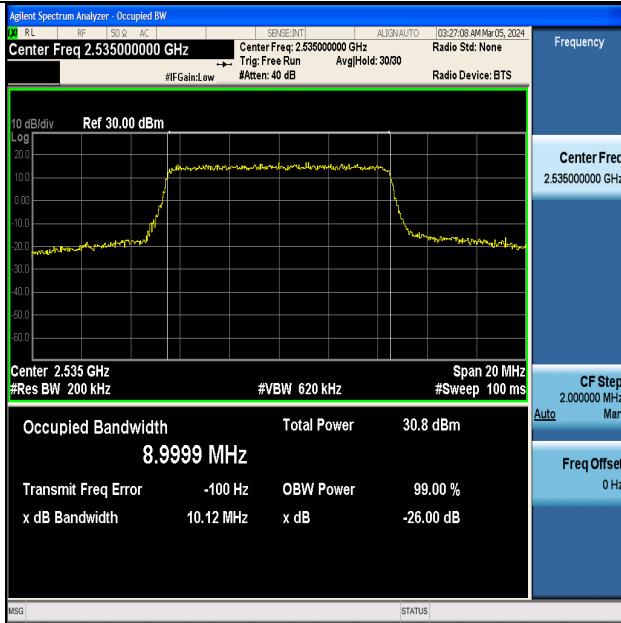 Agilent Spectrum Analyzer - Occupied BW
RL RF 50 Ω AC SENSE:INT ALIGNAUTO 03:27:08 AM Mar 05, 2024
Center Freq 2.535000000 GHz
Center Freq: 2.535000000 GHz
Radio Std: None
Trig: Free Run Avg|Hold: 30/30
#IFGain:Low
#Atten: 40 dB
Radio Device: BTS
10 dB/div Ref 30.00 dBm
Log
20.0
10.0
0.00
-10.0
-20.0
-30.0
-40.0
-50.0
-60.0
Center 2.535 GHz Span 20 MHz
#Res BW 200 kHz #VBW 620 kHz #Sweep 100 ms
Occupied Bandwidth Total Power 30.8 dBm
8.9999 MHz
Transmit Freq Error -100 Hz OBW Power 99.00 %
x dB Bandwidth 10.12 MHz x dB -26.00 dB
MSG STATUS
Frequency
Center Freq
2.535000000 GHz
CF Step
2.000000 MHz
Auto Man
Freq Offset
0 Hz